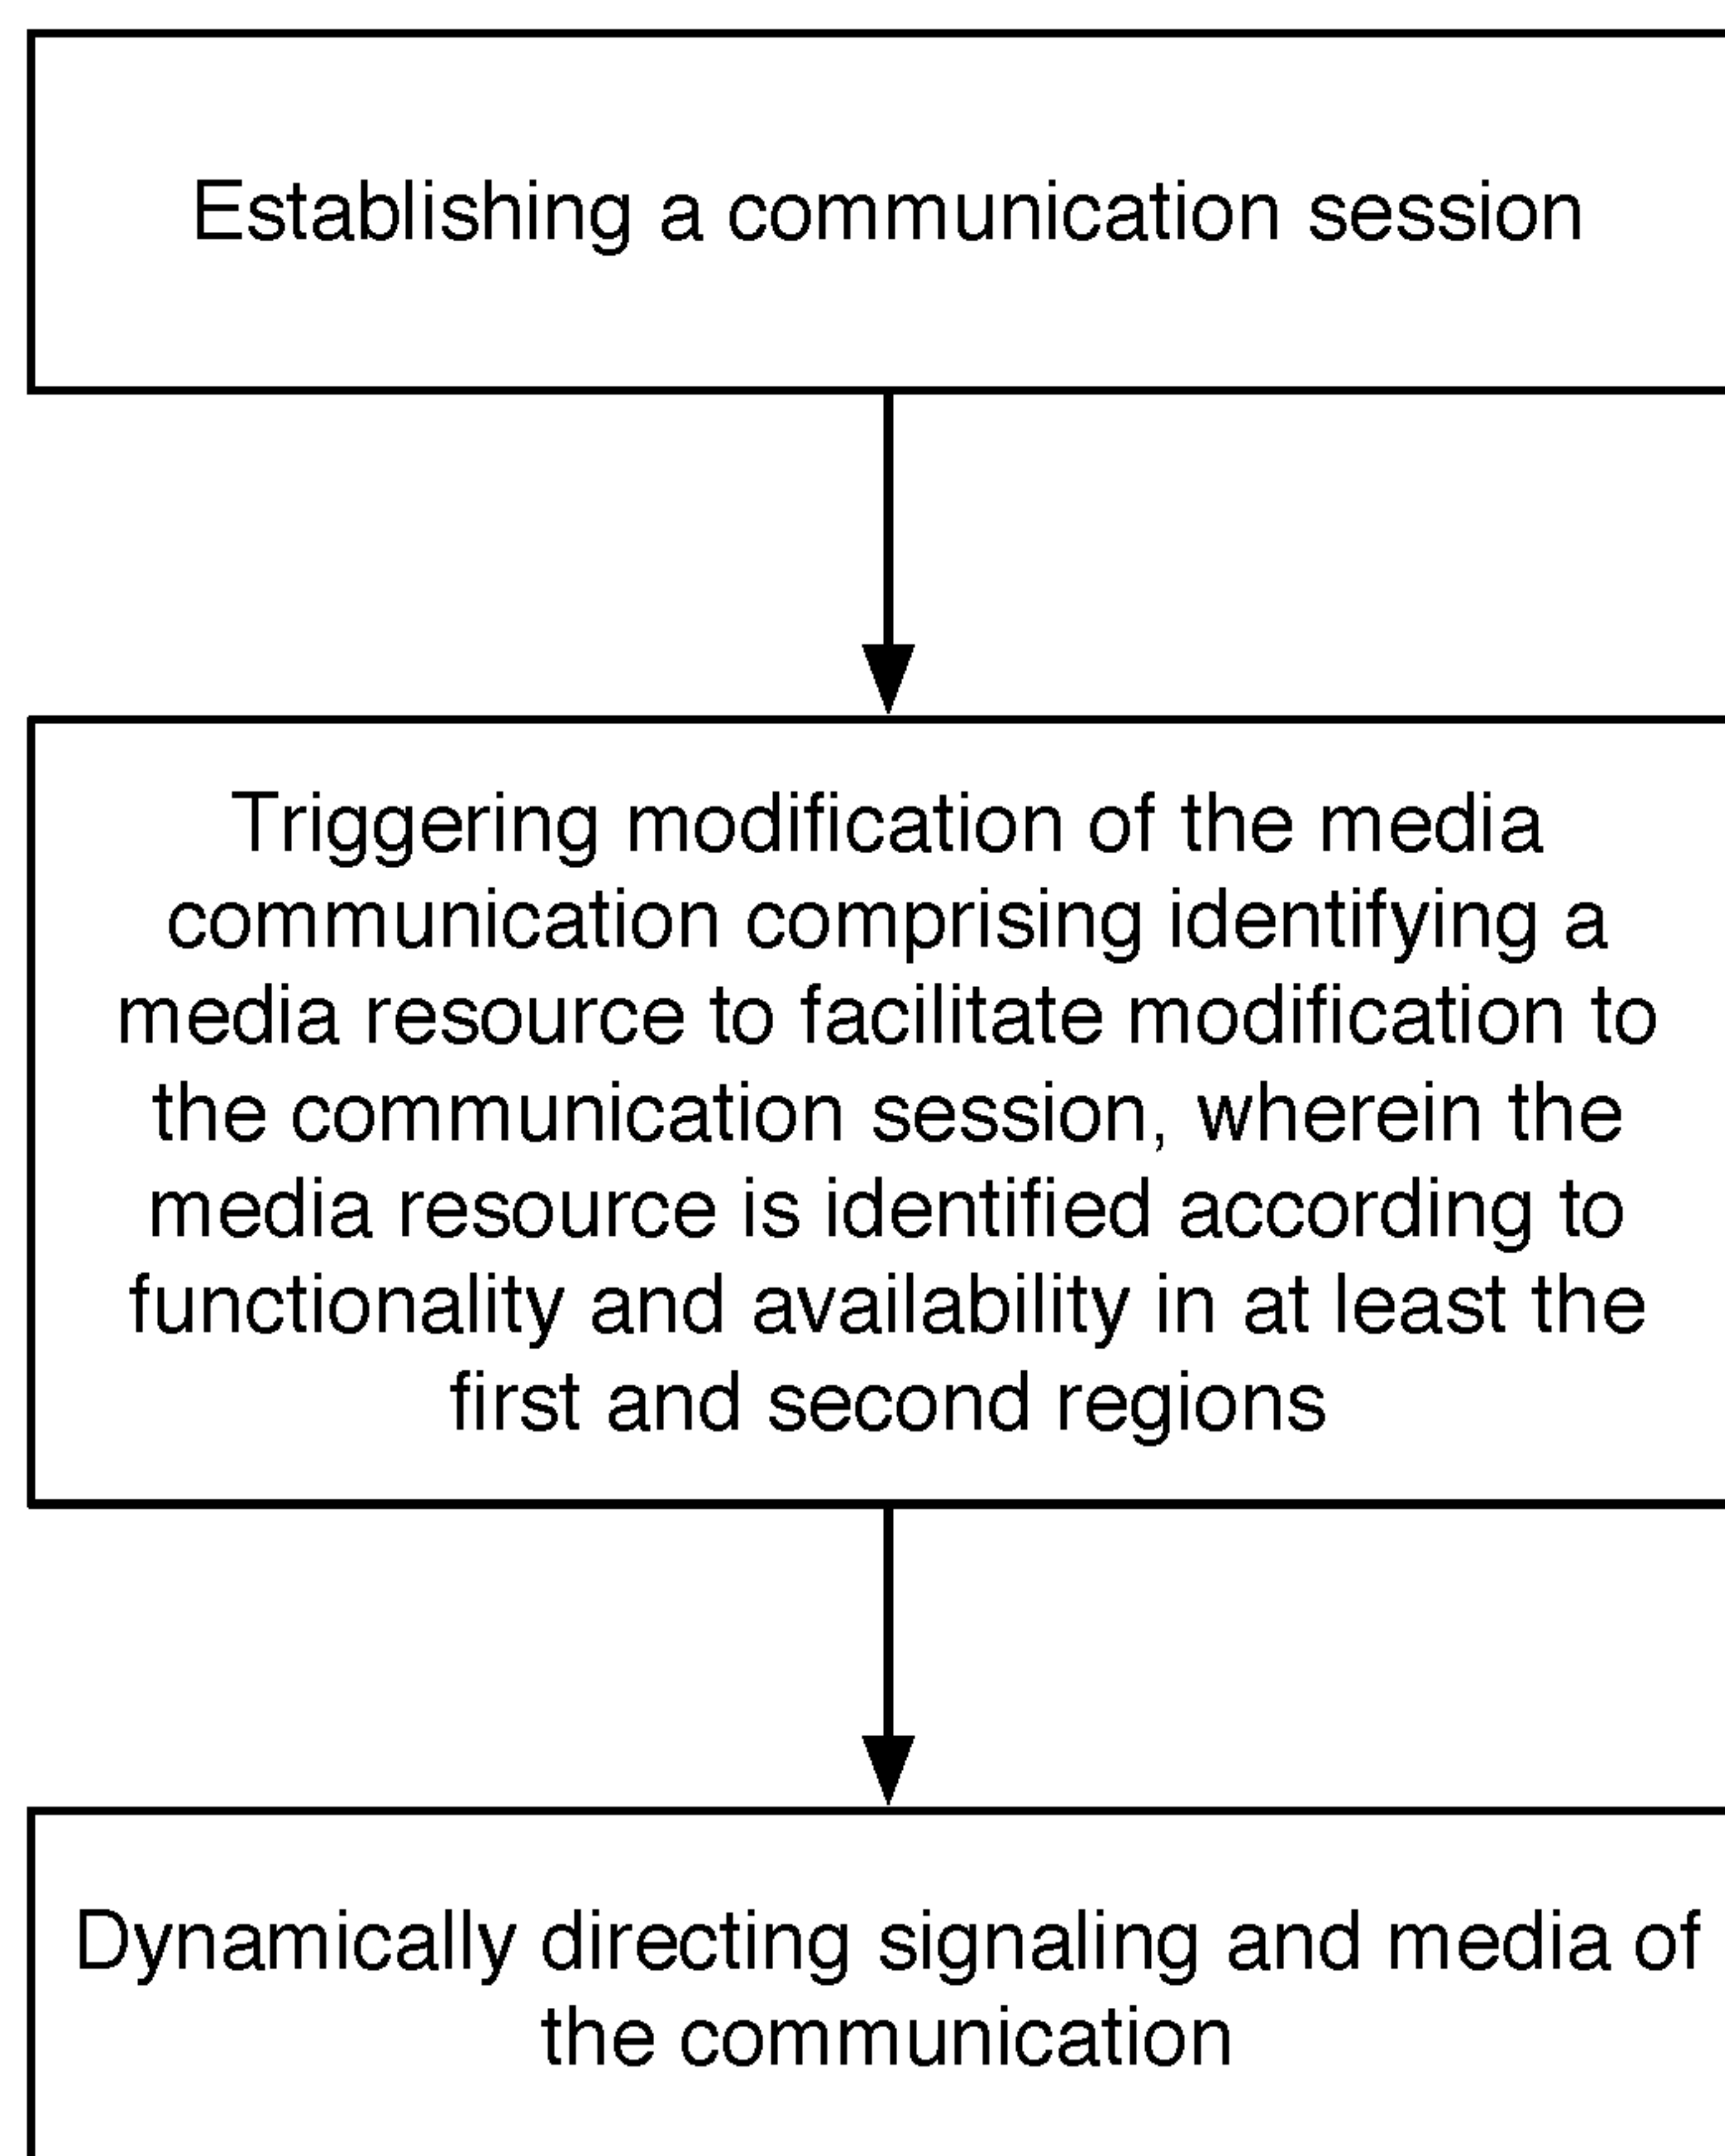 Establishing a communication session
Triggering modification of the media
communication comprising identifying a
media resource to facilitate modification to
the communication session, wherein the
media resource is identified according to
functionality and availability in at least the
first and second regions
Dynamically directing signaling and media of
the communication